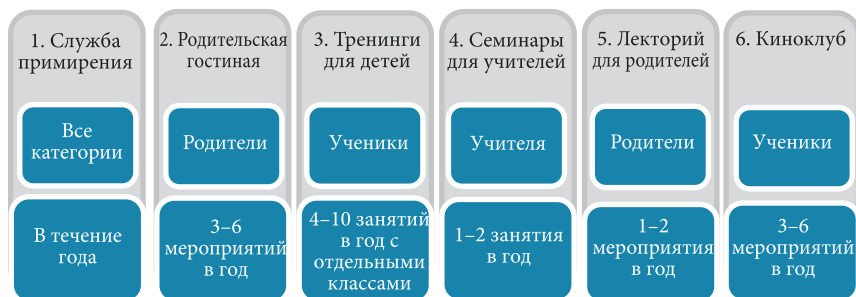 1. Служба
примирения
Все
категории
В течение
года
2. Родительская
гостиная
Родители
3–6
мероприятий
в год
3. Тренинги
для детей
Ученики
4–10 занятий
в год с
отдельными
классами
4. Семинары
для учителей
Учителя
1–2 занятия
в год
5. Лекторий
для родителей
Родители
1–2
мероприятия
в год
6. Киноклуб
Ученики
3–6
мероприятий
в год